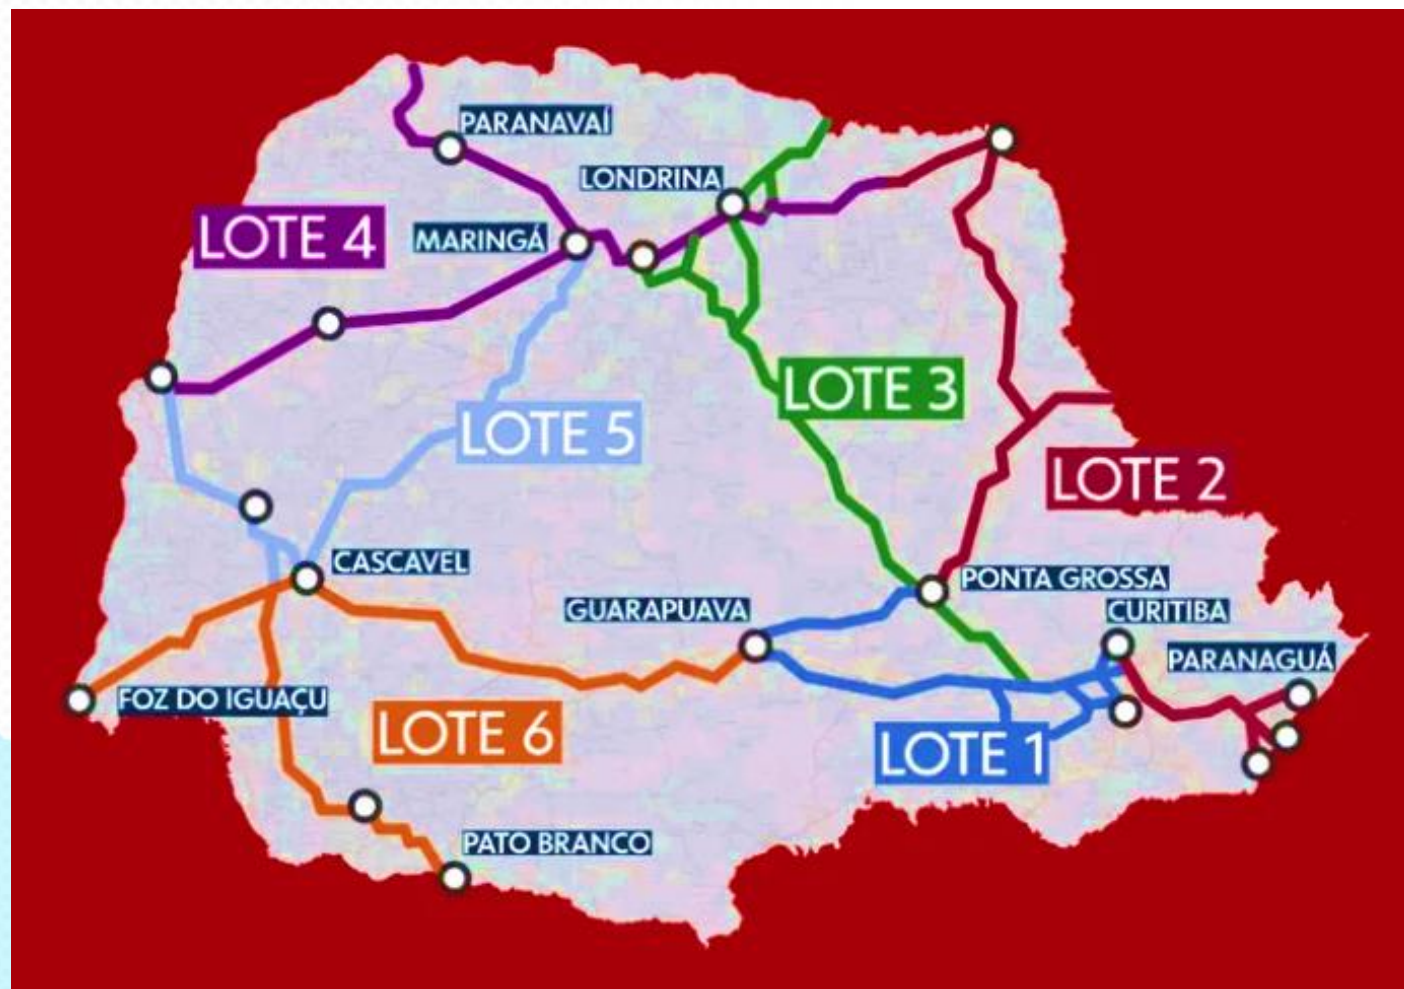 PARANAVAÍ
LONDRINA
LOTE 4
MARINGÁ
LOTE 3
LOTE 5
LOTE 2
CASCAVEL
PONTA GROSSA
GUARAPUAVA
CURITIBA
PARANAGUÁ
FOZ DO IGUAÇU
LOTE 6
LOTE 1
PATO BRANCO